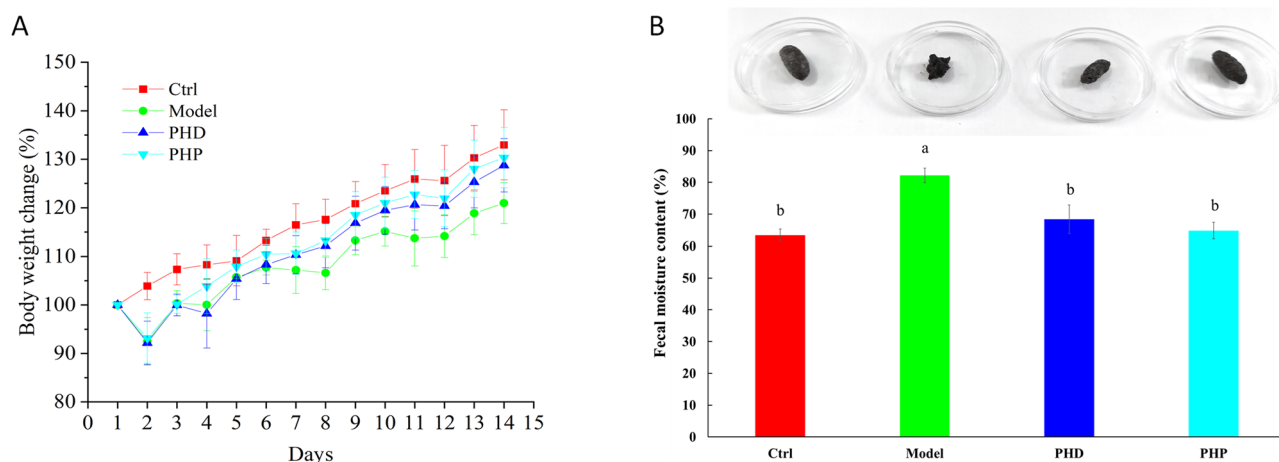 A
Body weight change (%)
150
140
130
120
110
100
90
80
Ctrl
Model
PHD
PHP
0 1 2 3 4 5 6 7 8 9 10 11 12 13 14 15
Days
B
Fecal moisture content (%)
100
90
80
70
60
50
40
30
20
10
0
b
a
b
b
Ctrl Model PHD PHP